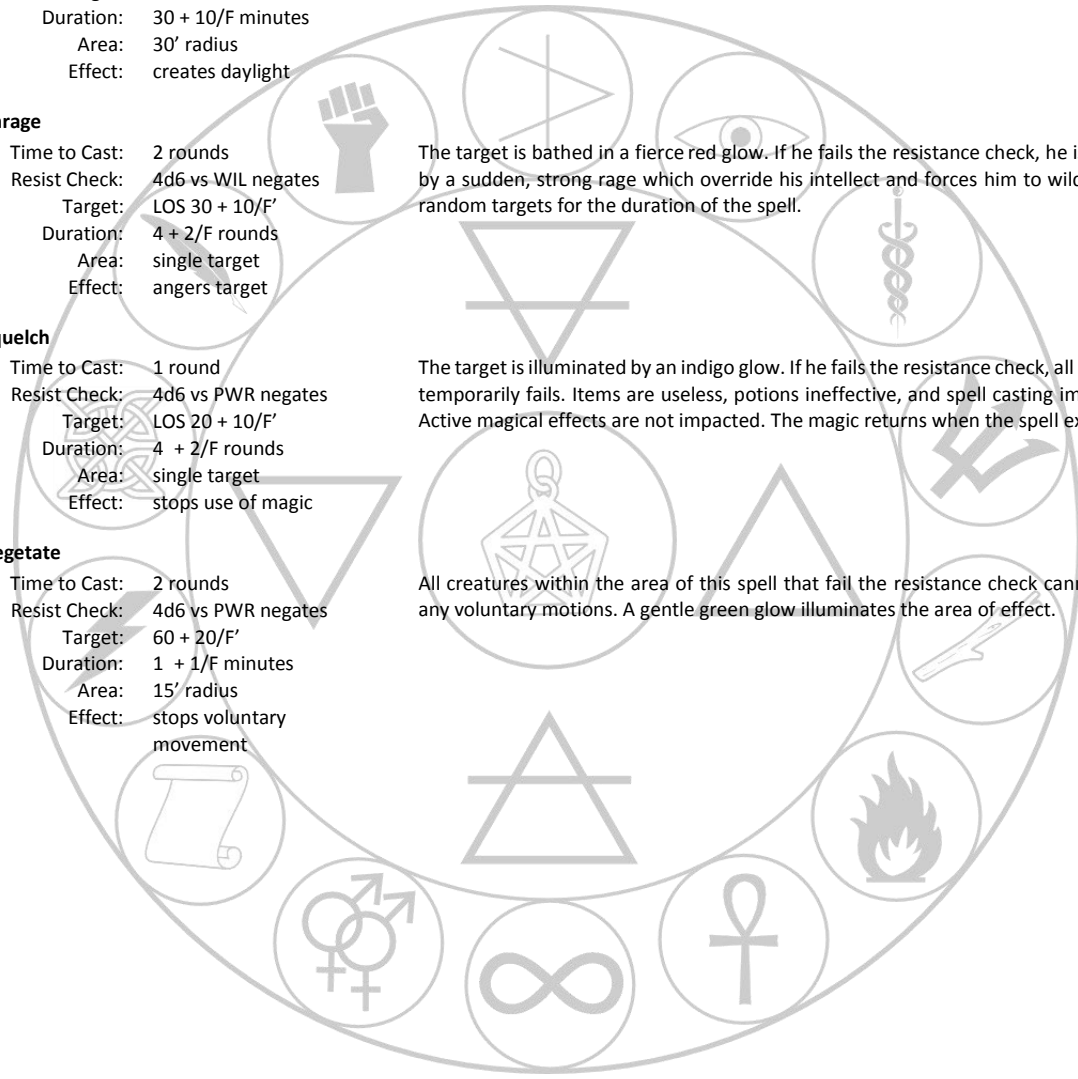 Duration: 30 + 10/F minutes
Area: 30’ radius
Effect: creates daylight
nrage
Time to Cast: 2 rounds
Resist Check: 4d6 vs WIL negates
Target: LOS 30 + 10/F’
Duration: 4 + 2/F rounds
Area: single target
Effect: angers target
The target is bathed in a fierce red glow. If he fails the resistance check, he i
by a sudden, strong rage which override his intellect and forces him to wild
random targets for the duration of the spell.
quelch
Time to Cast: 1 round
Resist Check: 4d6 vs PWR negates
Target: LOS 20 + 10/F’
Duration: 4 + 2/F rounds
Area: single target
Effect: stops use of magic
The target is illuminated by an indigo glow. If he fails the resistance check, all
temporarily fails. Items are useless, potions ineffective, and spell casting im
Active magical effects are not impacted. The magic returns when the spell ex
egetate
Time to Cast: 2 rounds
Resist Check: 4d6 vs PWR negates
Target: 60 + 20/F’
Duration: 1 + 1/F minutes
Area: 15’ radius
Effect: stops voluntary
movement
All creatures within the area of this spell that fail the resistance check cann
any voluntary motions. A gentle green glow illuminates the area of effect.